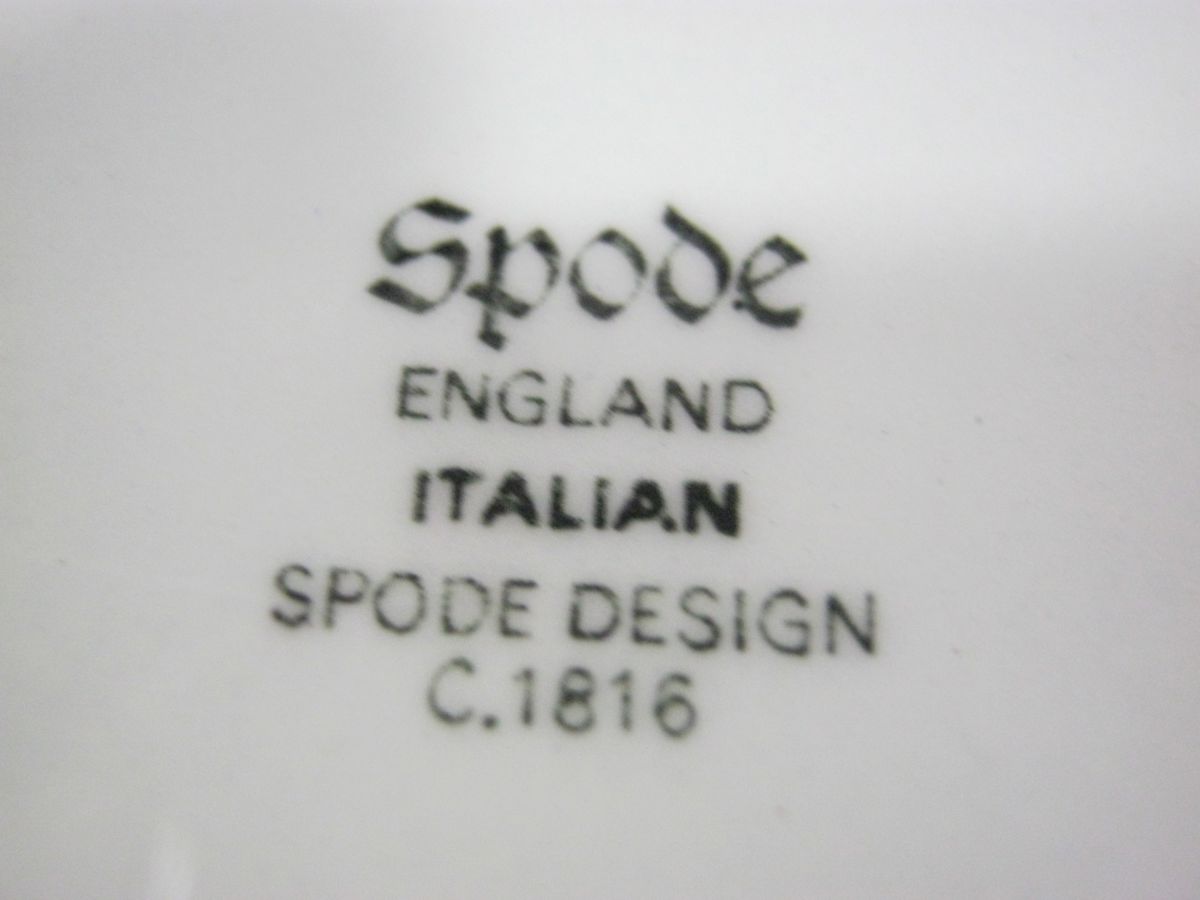 Spode
ENGLAND
ITALIAN
SPODE DESIGN
C.1816